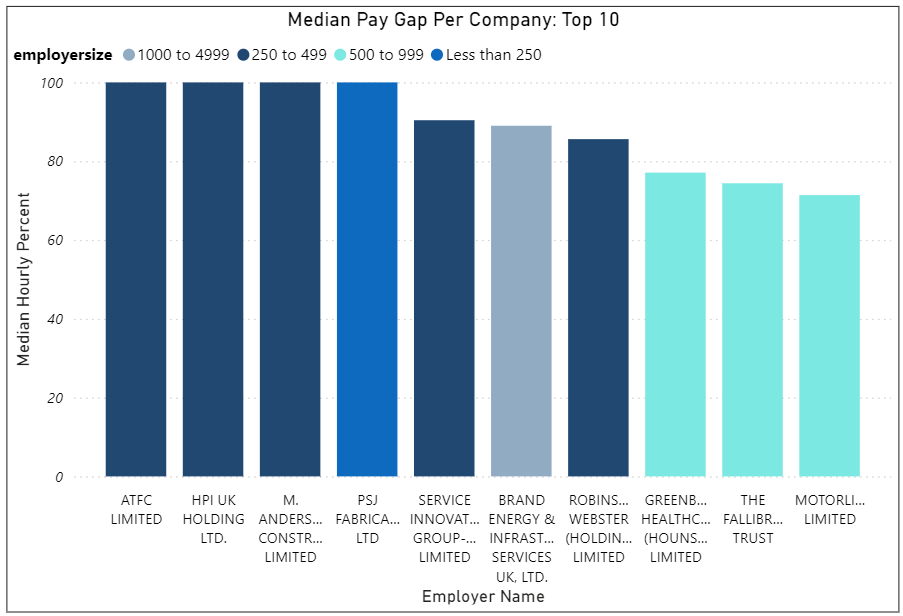 Median Pay Gap Per Company: Top 10
employersize 1000 to 4999 250 to 499 500 to 999 Less than 250
Median Hourly Percent
100
80
60
40
20
0
ATFC
LIMITED
HPI UK
HOLDING
LTD.
M.
ANDERS...
CONSTR...
LIMITED
PSJ
FABRICA...
LTD
SERVICE
INNOVAT...
GROUP-...
LIMITED
BRAND
ENERGY &
INFRAST...
SERVICES
UK, LTD.
ROBINS...
WEBSTER
(HOLDIN...
LIMITED
GREENB...
HEALTHC...
(HOUNS...
LIMITED
THE
FALLIBR...
TRUST
MOTORLI...
LIMITED
Employer Name